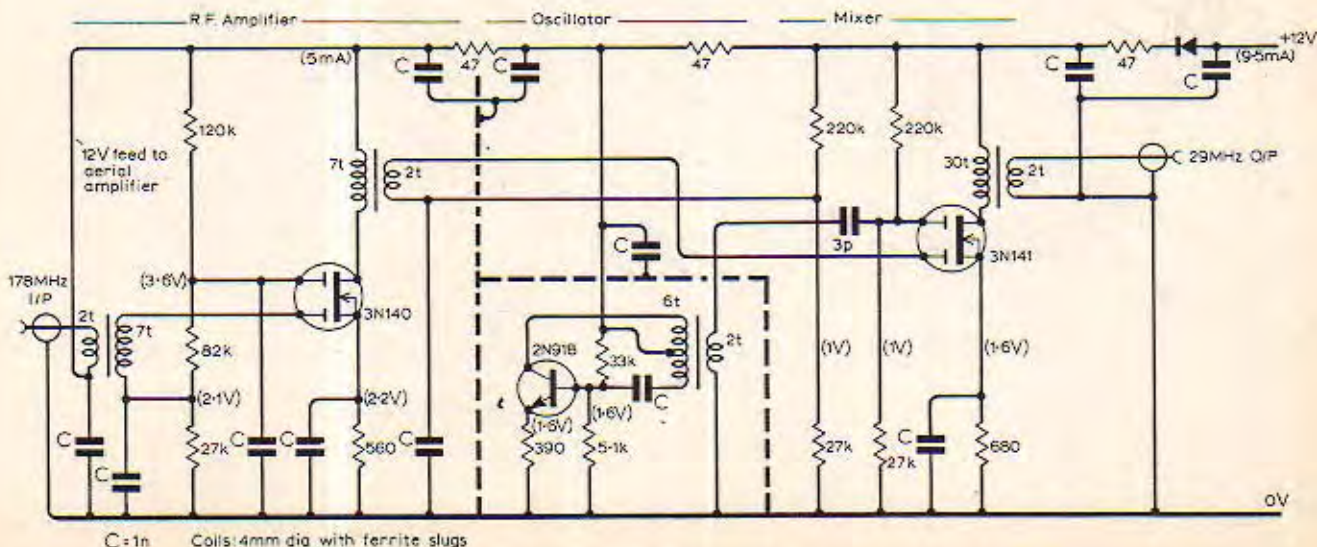 R.F. Amplifier
Oscillator
Mixer
(5mA)
C
47
C
47
C
47
C
+12V
(9·5mA)
120k
12V feed to
aerial
amplifier
7t
2t
220k
220k
30t
2t
29MHz O/P
3p
3N141
C
178MHz
I/P
2t
7t
(3·6V)
3N140
82k
6t
2t
2N918
33k
C
(1V)
(1V)
(1·6V)
(2·1V)
(2·2V)
(1·6V)
(1·6V)
C
C
27k
C
C
560
C
390
5·1k
27k
27k
C
680
0V
C=1n
Coils: 4mm dia with ferrite slugs